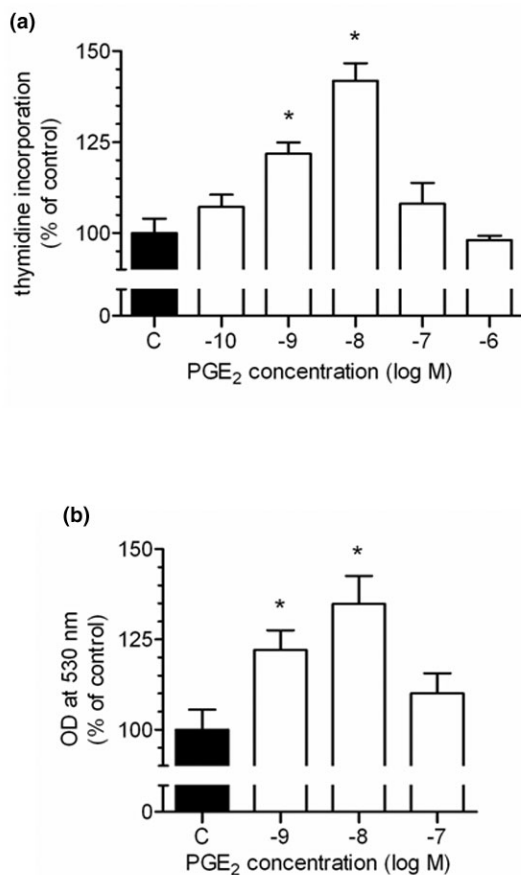 (a)
thymidine incorporation
(% of control)
150
*
*
125
100
0
C -10 -9 -8 -7 -6
PGE2 concentration (log M)
(b)
OD at 530 nm
(% of control)
150
*
*
125
100
0
C -9 -8 -7
PGE2 concentration (log M)